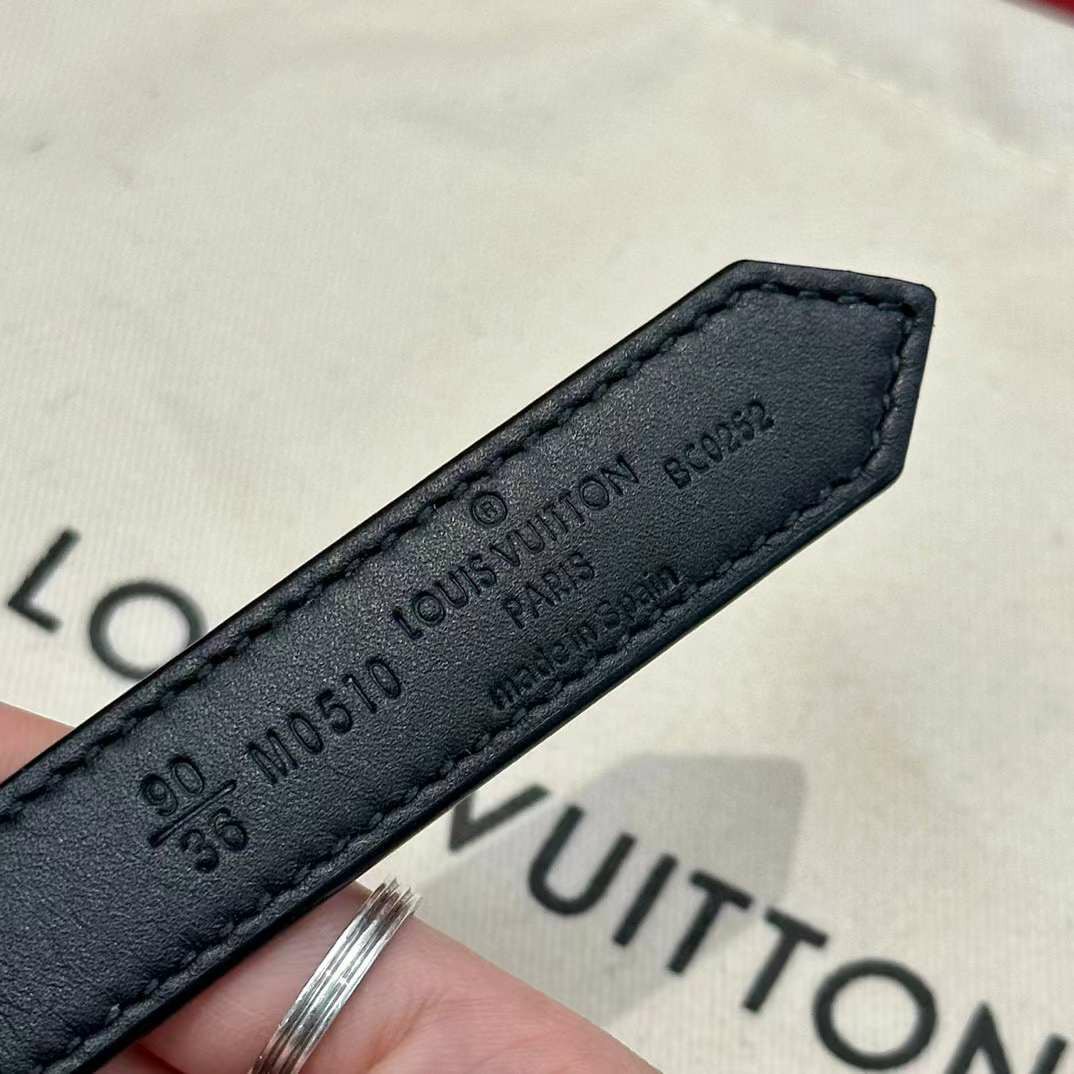 ®
LOUIS VUITTON
PARIS
made in Spain
BC0252
M0510
90
36
LO
VUITTON